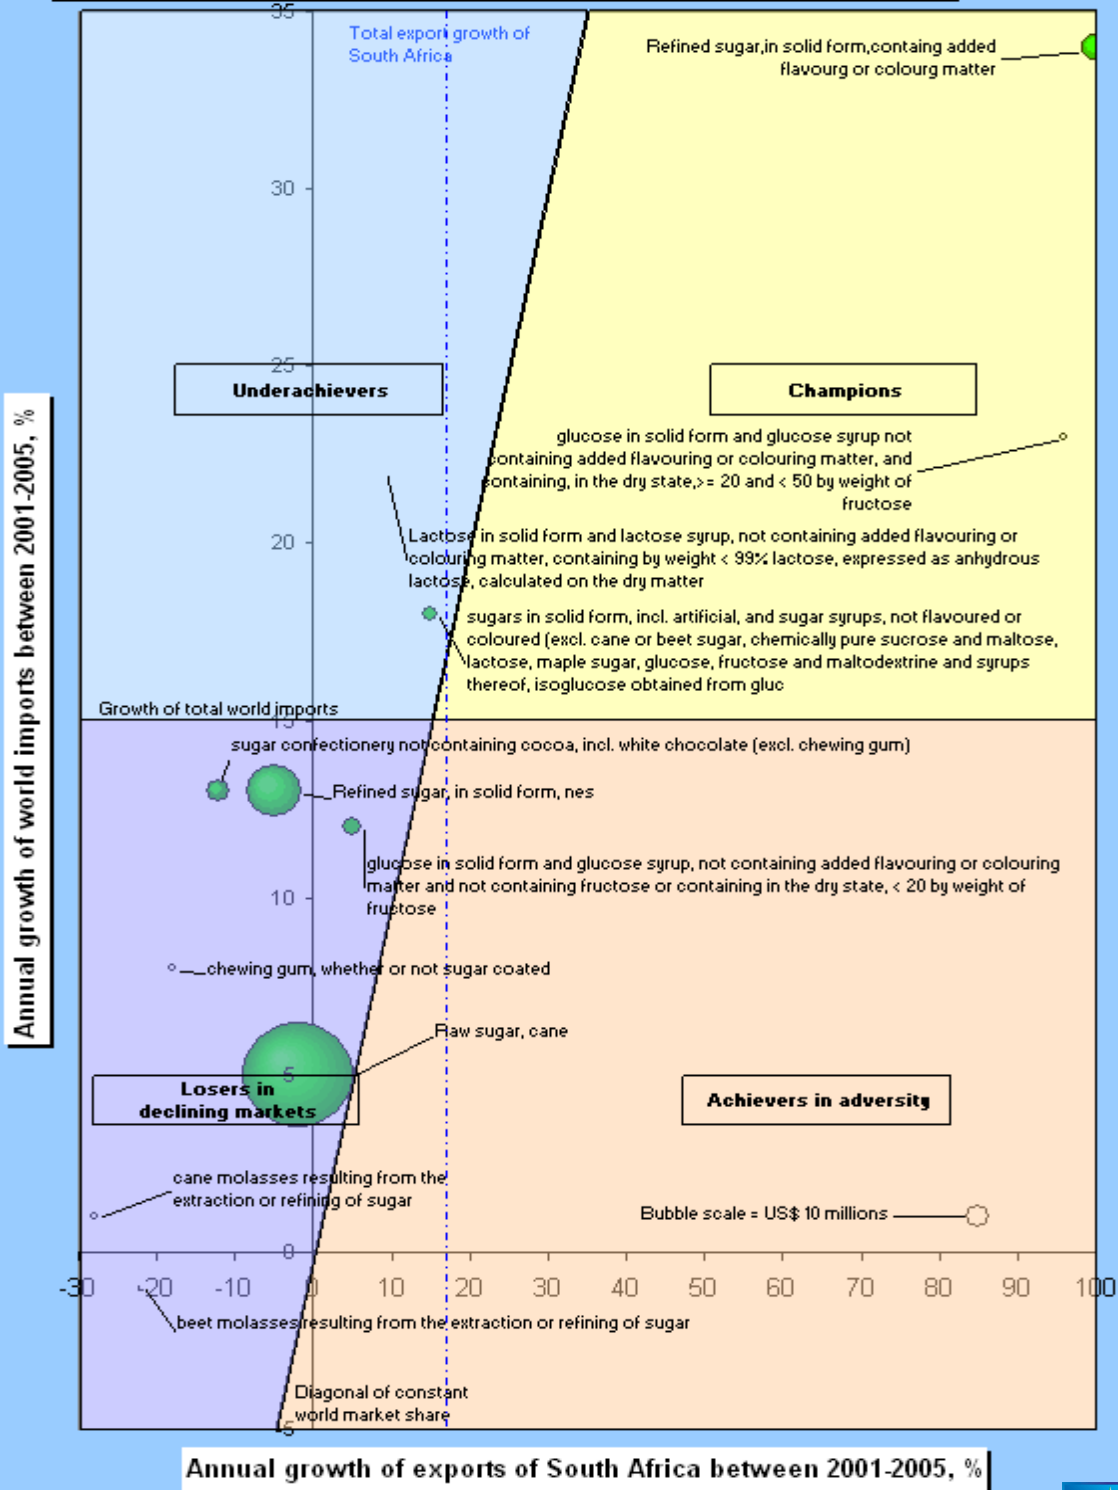 35
Total export growth of
South Africa
Refined sugar,in solid form,containg added
flavourg or colourg matter
30
25
Underachievers
Champions
glucose in solid form and glucose syrup not
containing added flavouring or colouring matter, and
containing, in the dry state,>= 20 and < 50 by weight of
fructose
20
Lactose in solid form and lactose syrup, not containing added flavouring or
colouring matter, containing by weight < 99% lactose, expressed as anhydrous
lactose, calculated on the dry matter
sugars in solid form, incl. artificial, and sugar syrups, not flavoured or
coloured (excl. cane or beet sugar, chemically pure sucrose and maltose,
lactose, maple sugar, glucose, fructose and maltodextrine and syrups
thereof, isoglucose obtained from gluc
Growth of total world imports
15
sugar confectionery not containing cocoa, incl. white chocolate (excl. chewing gum)
Refined sugar, in solid form, nes
glucose in solid form and glucose syrup, not containing added flavouring or colouring
matter and not containing fructose or containing in the dry state, < 20 by weight of
fructose
10
chewing gum, whether or not sugar coated
Raw sugar, cane
5
Losers in
declining markets
Achievers in adversity
cane molasses resulting from the
extraction or refining of sugar
Bubble scale = US$ 10 millions
0
-30 -20 -10 0 10 20 30 40 50 60 70 80 90 100
beet molasses resulting from the extraction or refining of sugar
Diagonal of constant
world market share
-5
Annual growth of world imports between 2001-2005, %
Annual growth of exports of South Africa between 2001-2005, %